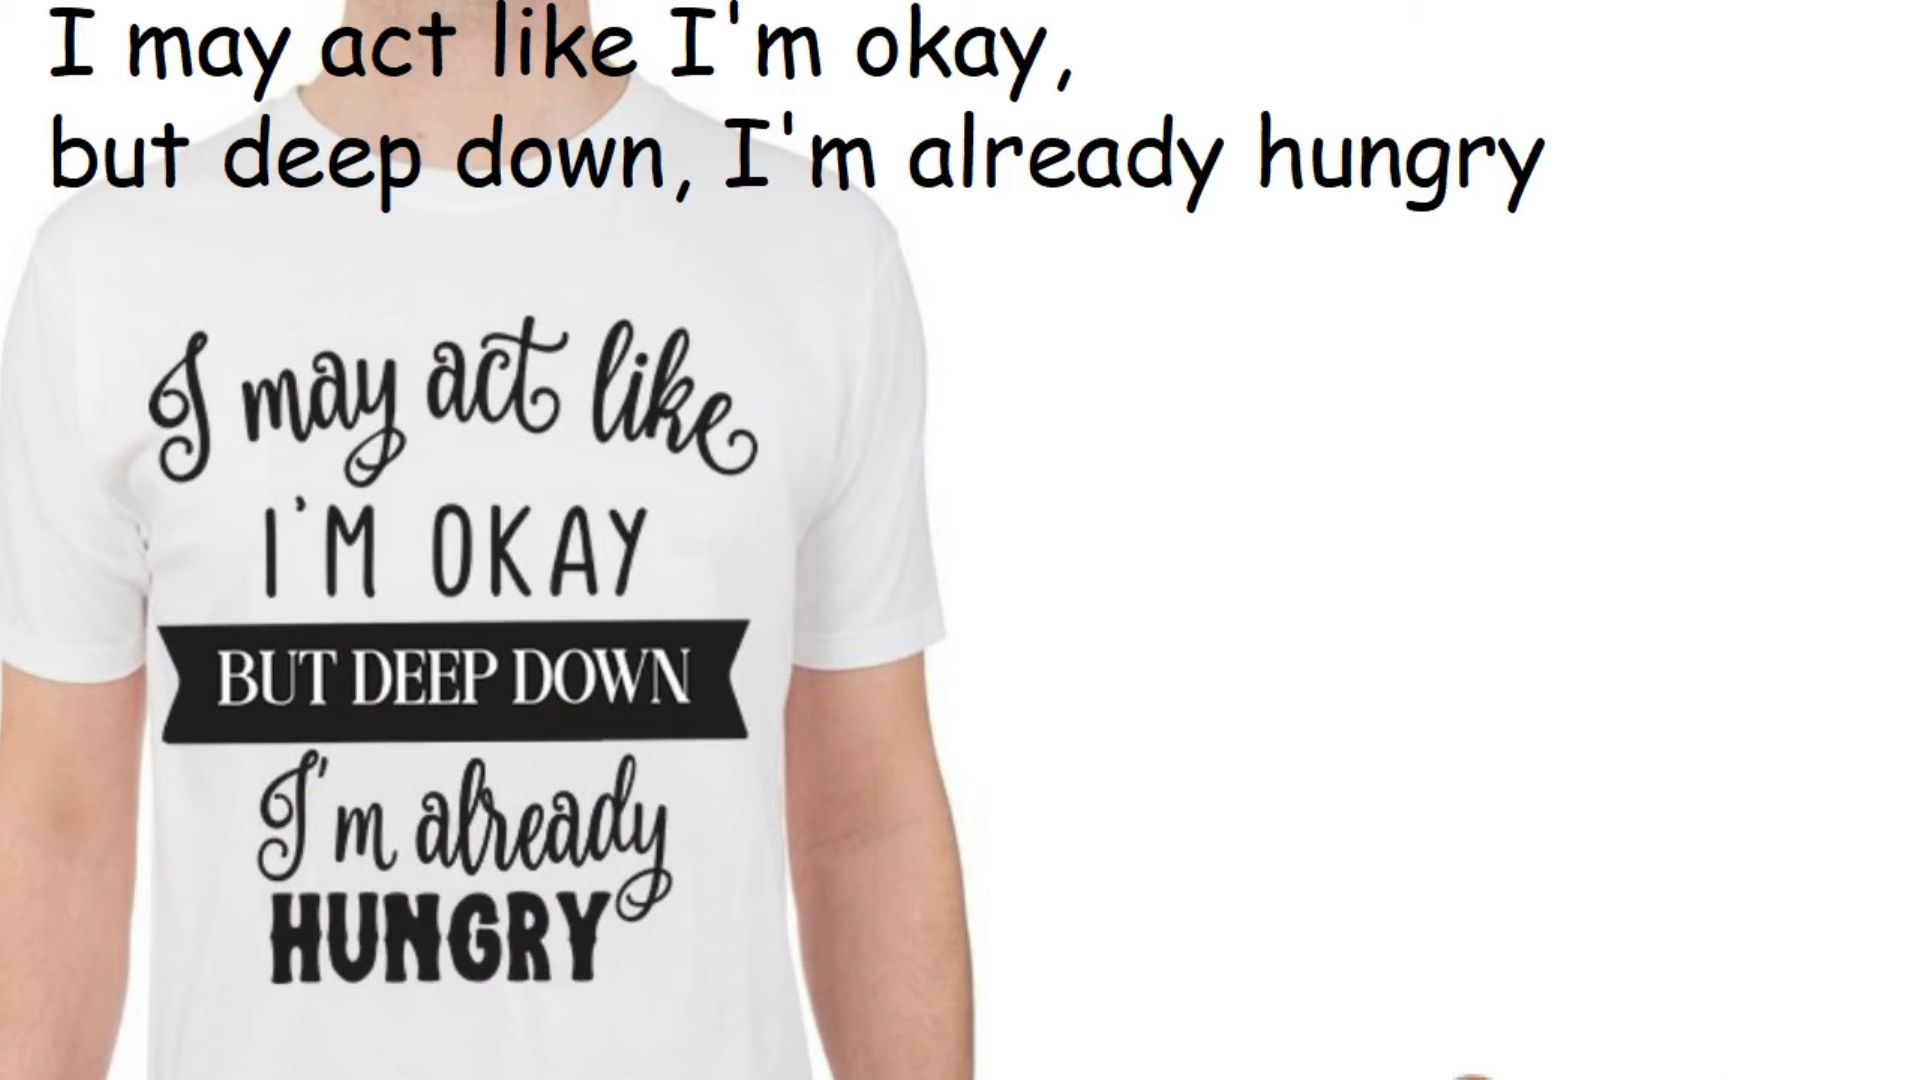 I may act like I'm okay,
but deep down, I'm already hungry
I may act like
I'M OKAY
BUT DEEP DOWN
I'm already
HUNGRY